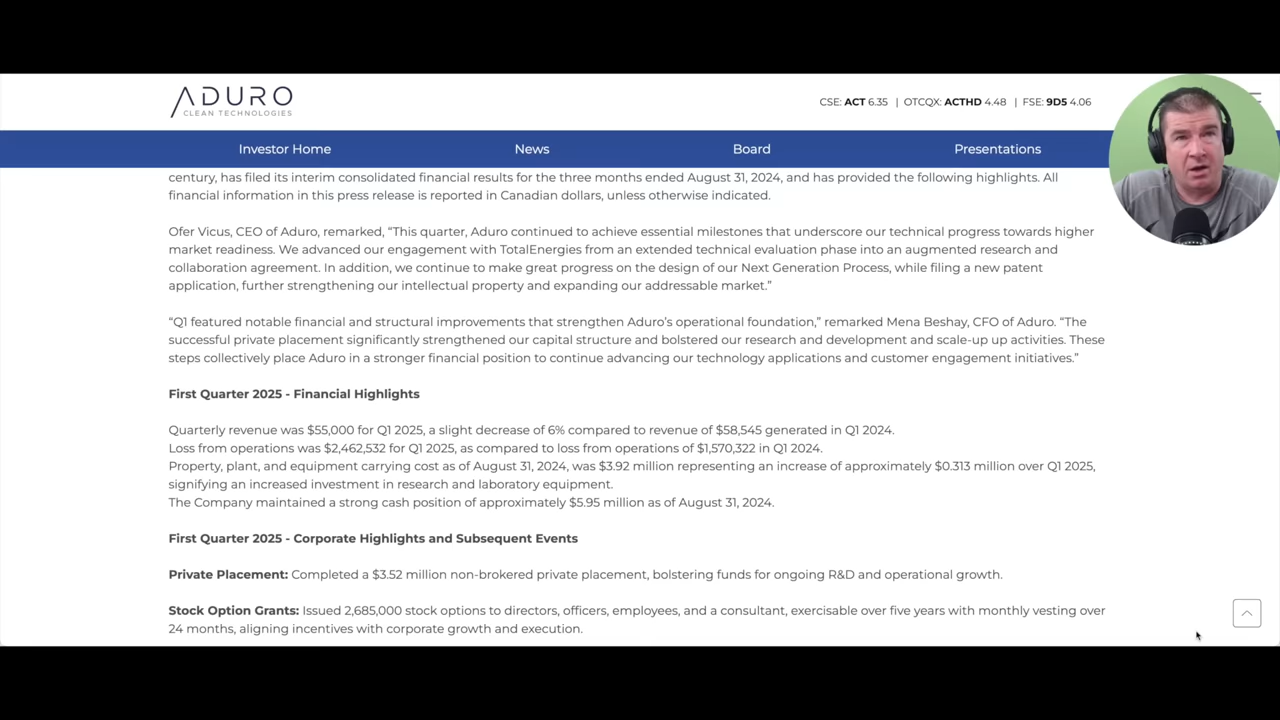 ADURO
CLEAN TECHNOLOGIES
CSE: ACT 6.35 | OTCQX: ACTHD 4.48 | FSE: 9D5 4.06
Investor Home News Board Presentations
century, has filed its interim consolidated financial results for the three months ended August 31, 2024, and has provided the following highlights. All
financial information in this press release is reported in Canadian dollars, unless otherwise indicated.
Ofer Vicus, CEO of Aduro, remarked, “This quarter, Aduro continued to achieve essential milestones that underscore our technical progress towards higher
market readiness. We advanced our engagement with TotalEnergies from an extended technical evaluation phase into an augmented research and
collaboration agreement. In addition, we continue to make great progress on the design of our Next Generation Process, while filing a new patent
application, further strengthening our intellectual property and expanding our addressable market.”
“Q1 featured notable financial and structural improvements that strengthen Aduro’s operational foundation,” remarked Mena Beshay, CFO of Aduro. “The
successful private placement significantly strengthened our capital structure and bolstered our research and development and scale-up up activities. These
steps collectively place Aduro in a stronger financial position to continue advancing our technology applications and customer engagement initiatives.”
First Quarter 2025 - Financial Highlights
Quarterly revenue was $55,000 for Q1 2025, a slight decrease of 6% compared to revenue of $58,545 generated in Q1 2024.
Loss from operations was $2,462,532 for Q1 2025, as compared to loss from operations of $1,570,322 in Q1 2024.
Property, plant, and equipment carrying cost as of August 31, 2024, was $3.92 million representing an increase of approximately $0.313 million over Q1 2025,
signifying an increased investment in research and laboratory equipment.
The Company maintained a strong cash position of approximately $5.95 million as of August 31, 2024.
First Quarter 2025 - Corporate Highlights and Subsequent Events
Private Placement: Completed a $3.52 million non-brokered private placement, bolstering funds for ongoing R&D and operational growth.
Stock Option Grants: Issued 2,685,000 stock options to directors, officers, employees, and a consultant, exercisable over five years with monthly vesting over
24 months, aligning incentives with corporate growth and execution.